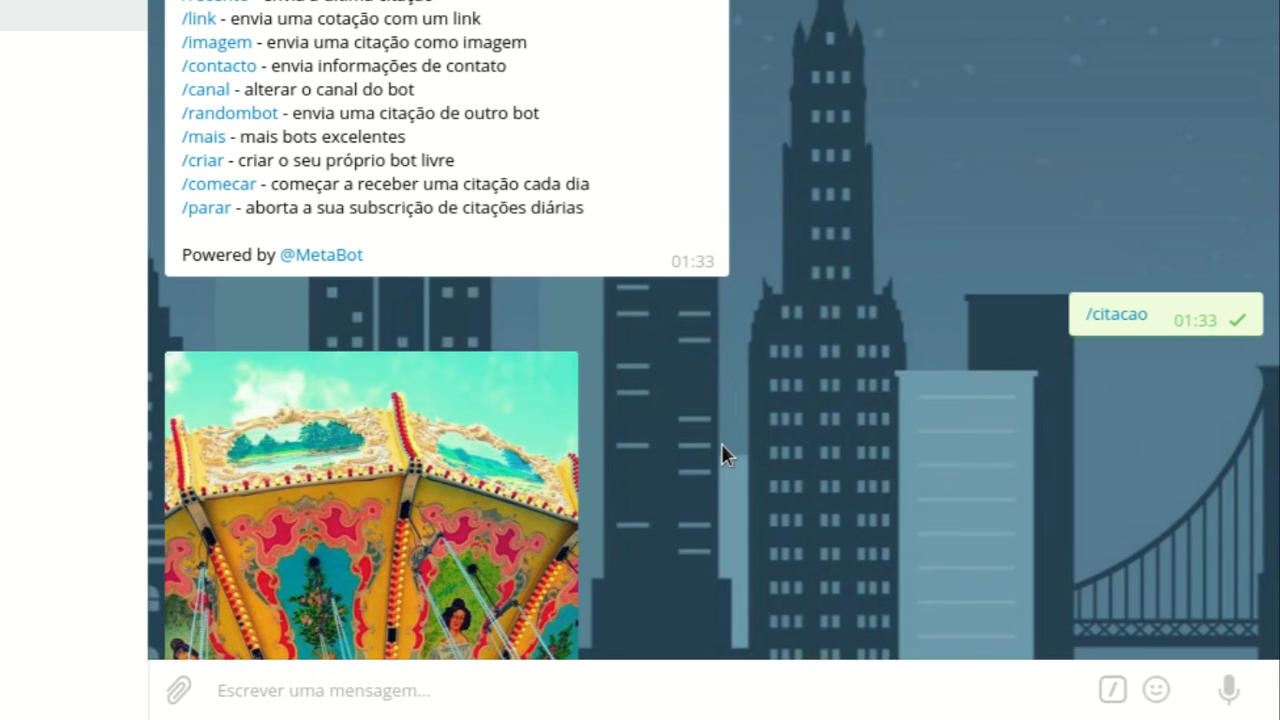 /link - envia uma cotação com um link
/imagem - envia uma citação como imagem
/contacto - envia informações de contato
/canal - alterar o canal do bot
/randombot - envia uma citação de outro bot
/mais - mais bots excelentes
/criar - criar o seu próprio bot livre
/comecar - começar a receber uma citação cada dia
/parar - aborta a sua subscrição de citações diárias
Powered by @MetaBot
01:33
/citacao 01:33
Escrever uma mensagem...